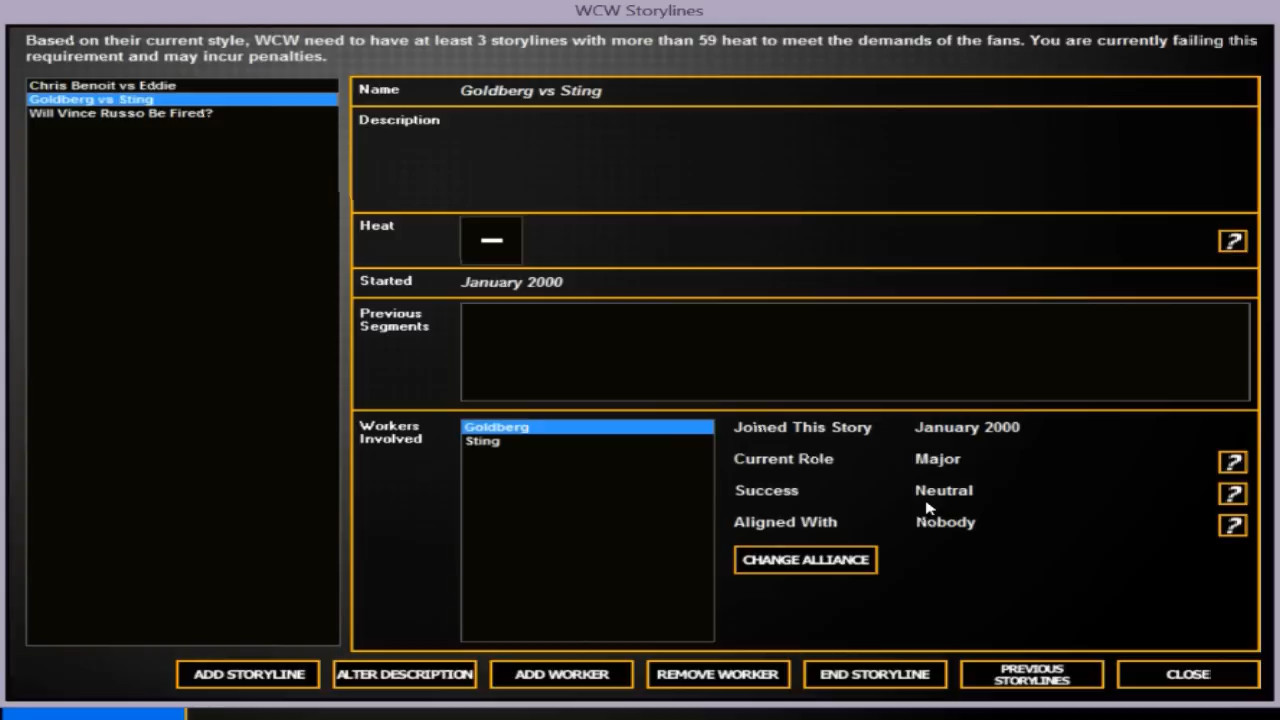 WCW Storylines
Based on their current style, WCW need to have at least 3 storylines with more than 59 heat to meet the demands of the fans. You are currently failing this
requirement and may incur penalties.
Chris Benoit vs Eddie
Goldberg vs Sting
Will Vince Russo Be Fired?
Name Goldberg vs Sting
Description
Heat –
?
Started January 2000
Previous
Segments
Workers
Involved
Goldberg
Sting
Joined This Story January 2000
Current Role Major ?
Success Neutral ?
Aligned With Nobody ?
CHANGE ALLIANCE
ADD STORYLINE
ALTER DESCRIPTION
ADD WORKER
REMOVE WORKER
END STORYLINE
PREVIOUS
STORYLINES
CLOSE